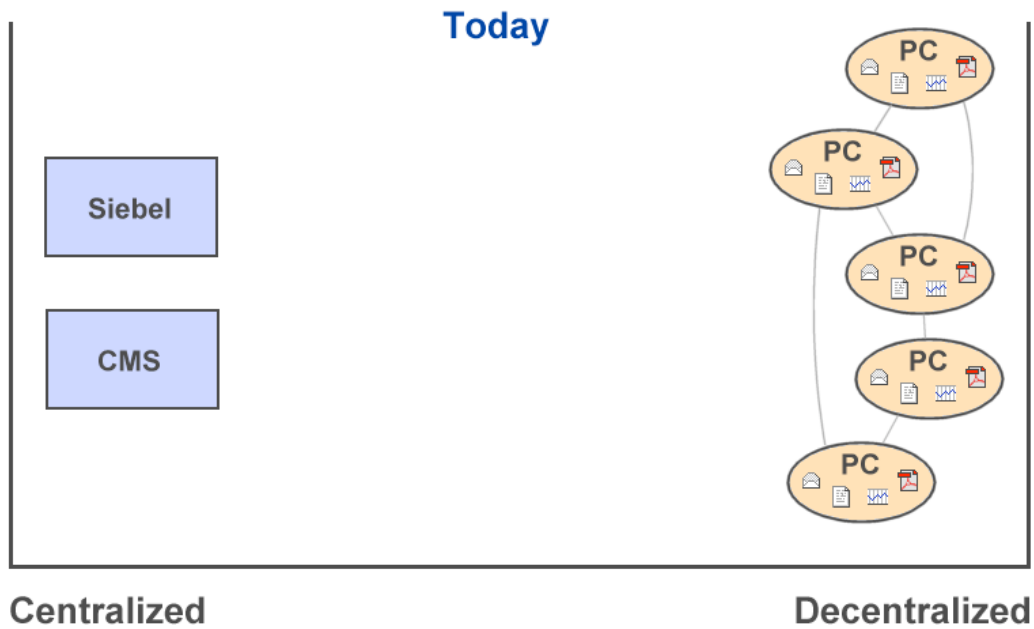 Today
PC
PC
Siebel
PC
CMS
PC
PC
Centralized
Decentralized